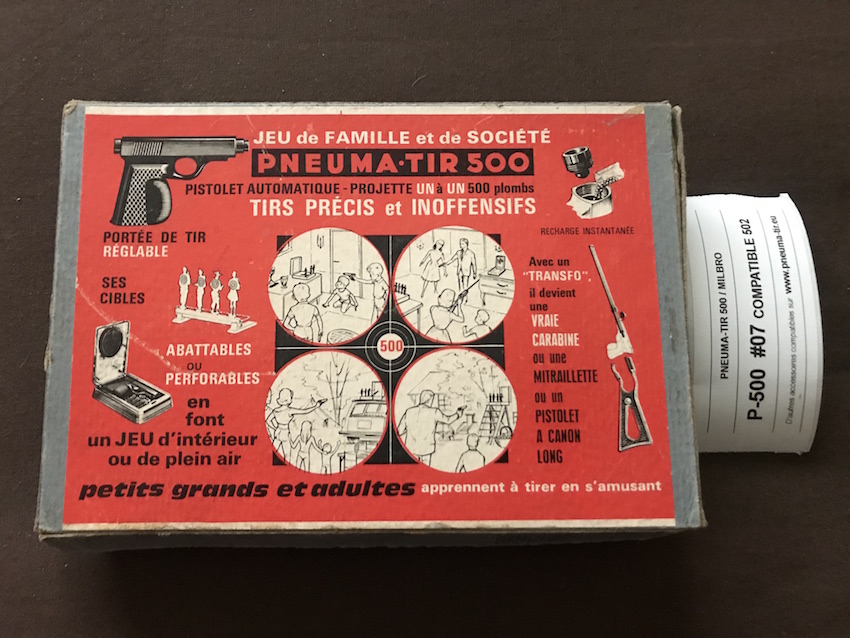 JEU de FAMILLE et de SOCIÉTÉ
PNEUMA·TIR 500
PISTOLET AUTOMATIQUE - PROJETTE UN à UN 500 plombs
TIRS PRÉCIS et INOFFENSIFS
PORTÉE DE TIR
RÉGLABLE
RECHARGE INSTANTANÉE
SES
CIBLES
ABATTABLES
OU
PERFORABLES
en
font
un JEU d'intérieur
ou de plein air
500
Avec un
"TRANSFO",
il devient
une
VRAIE
CARABINE
ou une
MITRAILLETTE
ou un
PISTOLET
A CANON
LONG
petits grands et adultes apprennent à tirer en s'amusant
PNEUMA-TIR 500 / MILBRO
P-500 #07 COMPATIBLE 502
D'autres accessoires compatibles sur www.pneuma-tir.eu